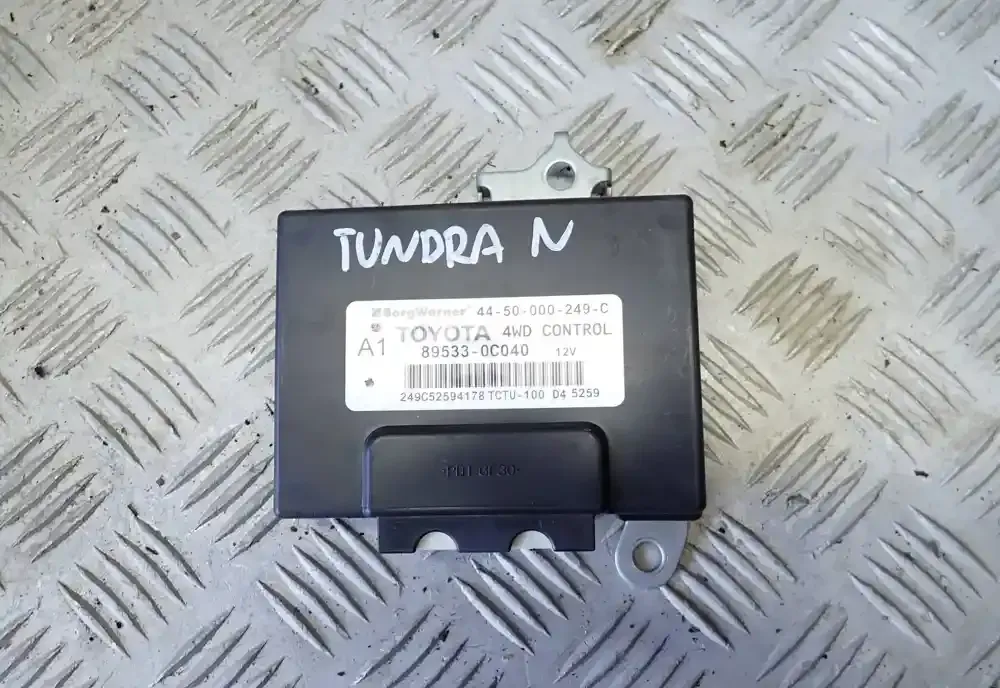 TUNDRA N
BorgWarner 44-50-000-249-C
TOYOTA 4WD CONTROL
A1 89533-0C040 12V
249C52594178 TCTU-100 D4 5259